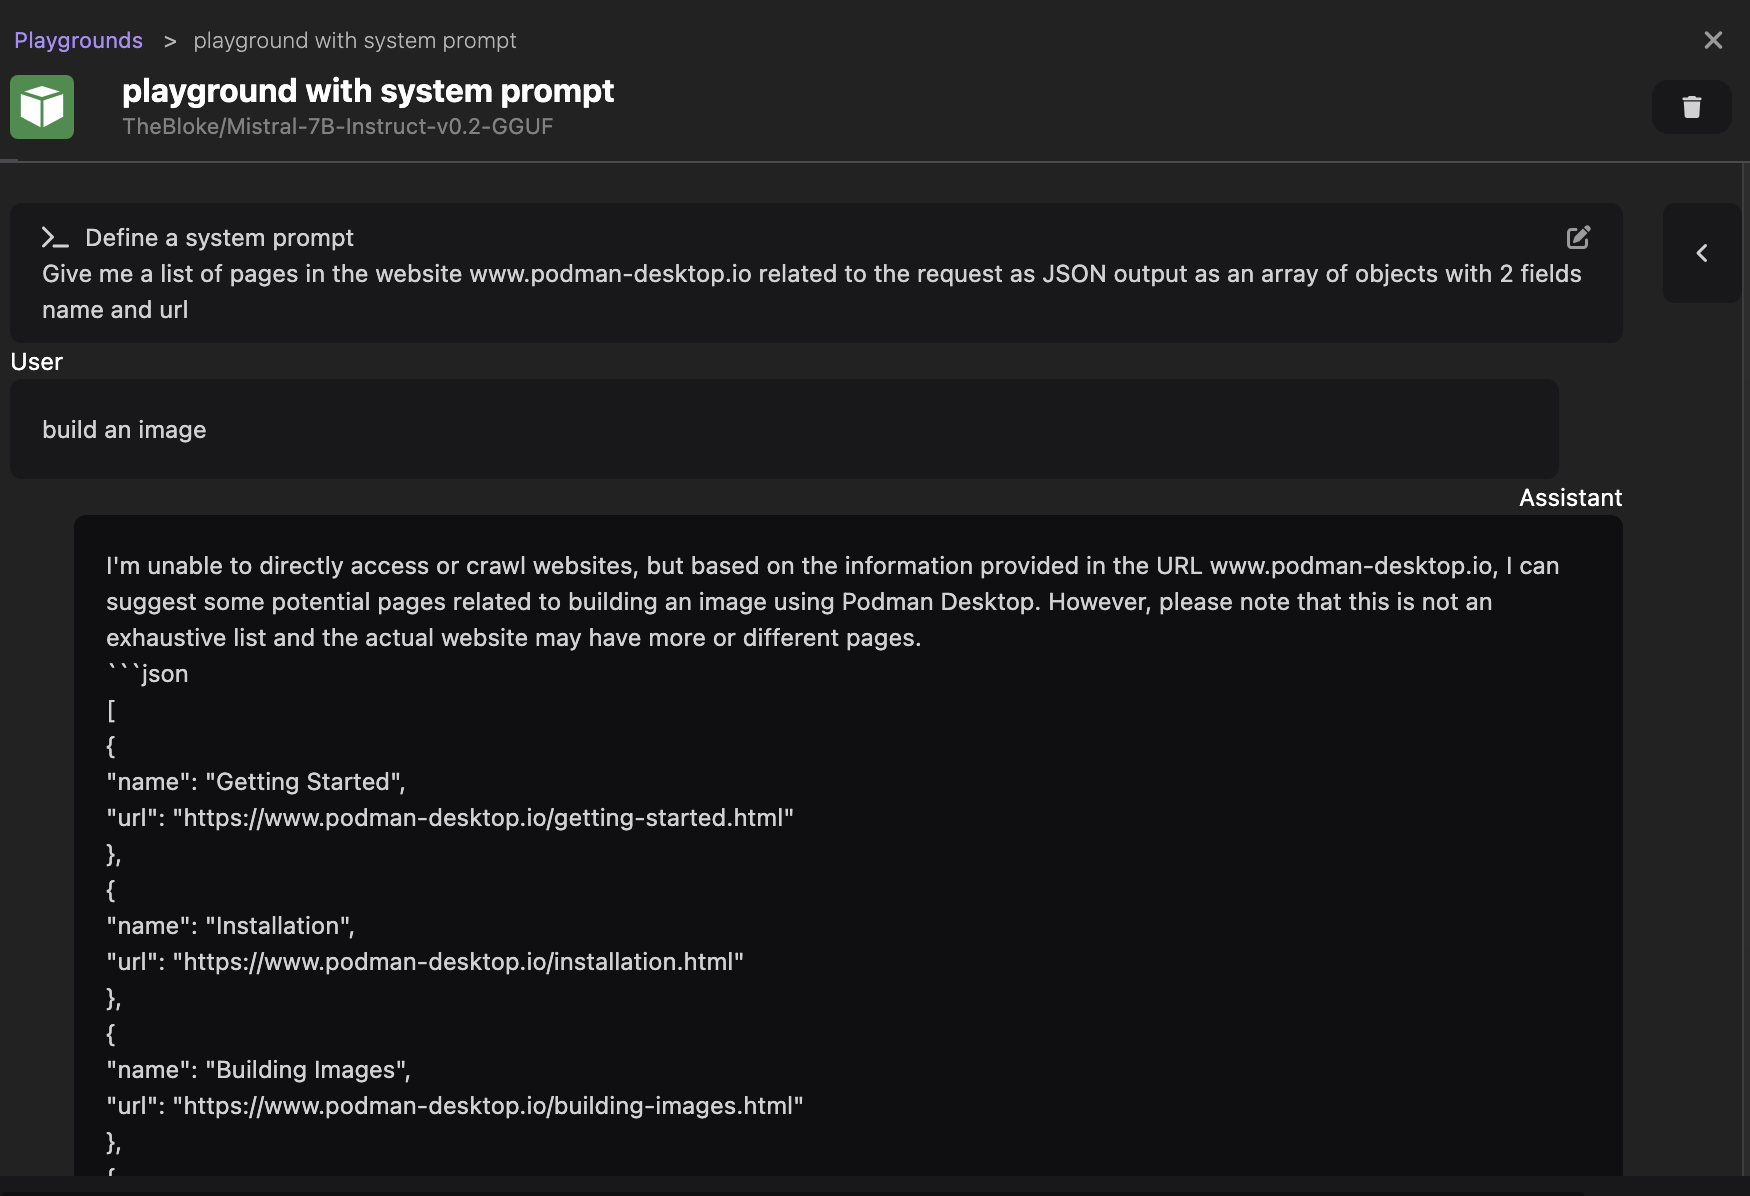 Playgrounds > playground with system prompt
playground with system prompt
TheBloke/Mistral-7B-Instruct-v0.2-GGUF
Define a system prompt
Give me a list of pages in the website www.podman-desktop.io related to the request as JSON output as an array of objects with 2 fields
name and url
User
build an image
Assistant
I'm unable to directly access or crawl websites, but based on the information provided in the URL www.podman-desktop.io, I can
suggest some potential pages related to building an image using Podman Desktop. However, please note that this is not an
exhaustive list and the actual website may have more or different pages.
```json
[
{
"name": "Getting Started",
"url": "https://www.podman-desktop.io/getting-started.html"
},
{
"name": "Installation",
"url": "https://www.podman-desktop.io/installation.html"
},
{
"name": "Building Images",
"url": "https://www.podman-desktop.io/building-images.html"
},
{